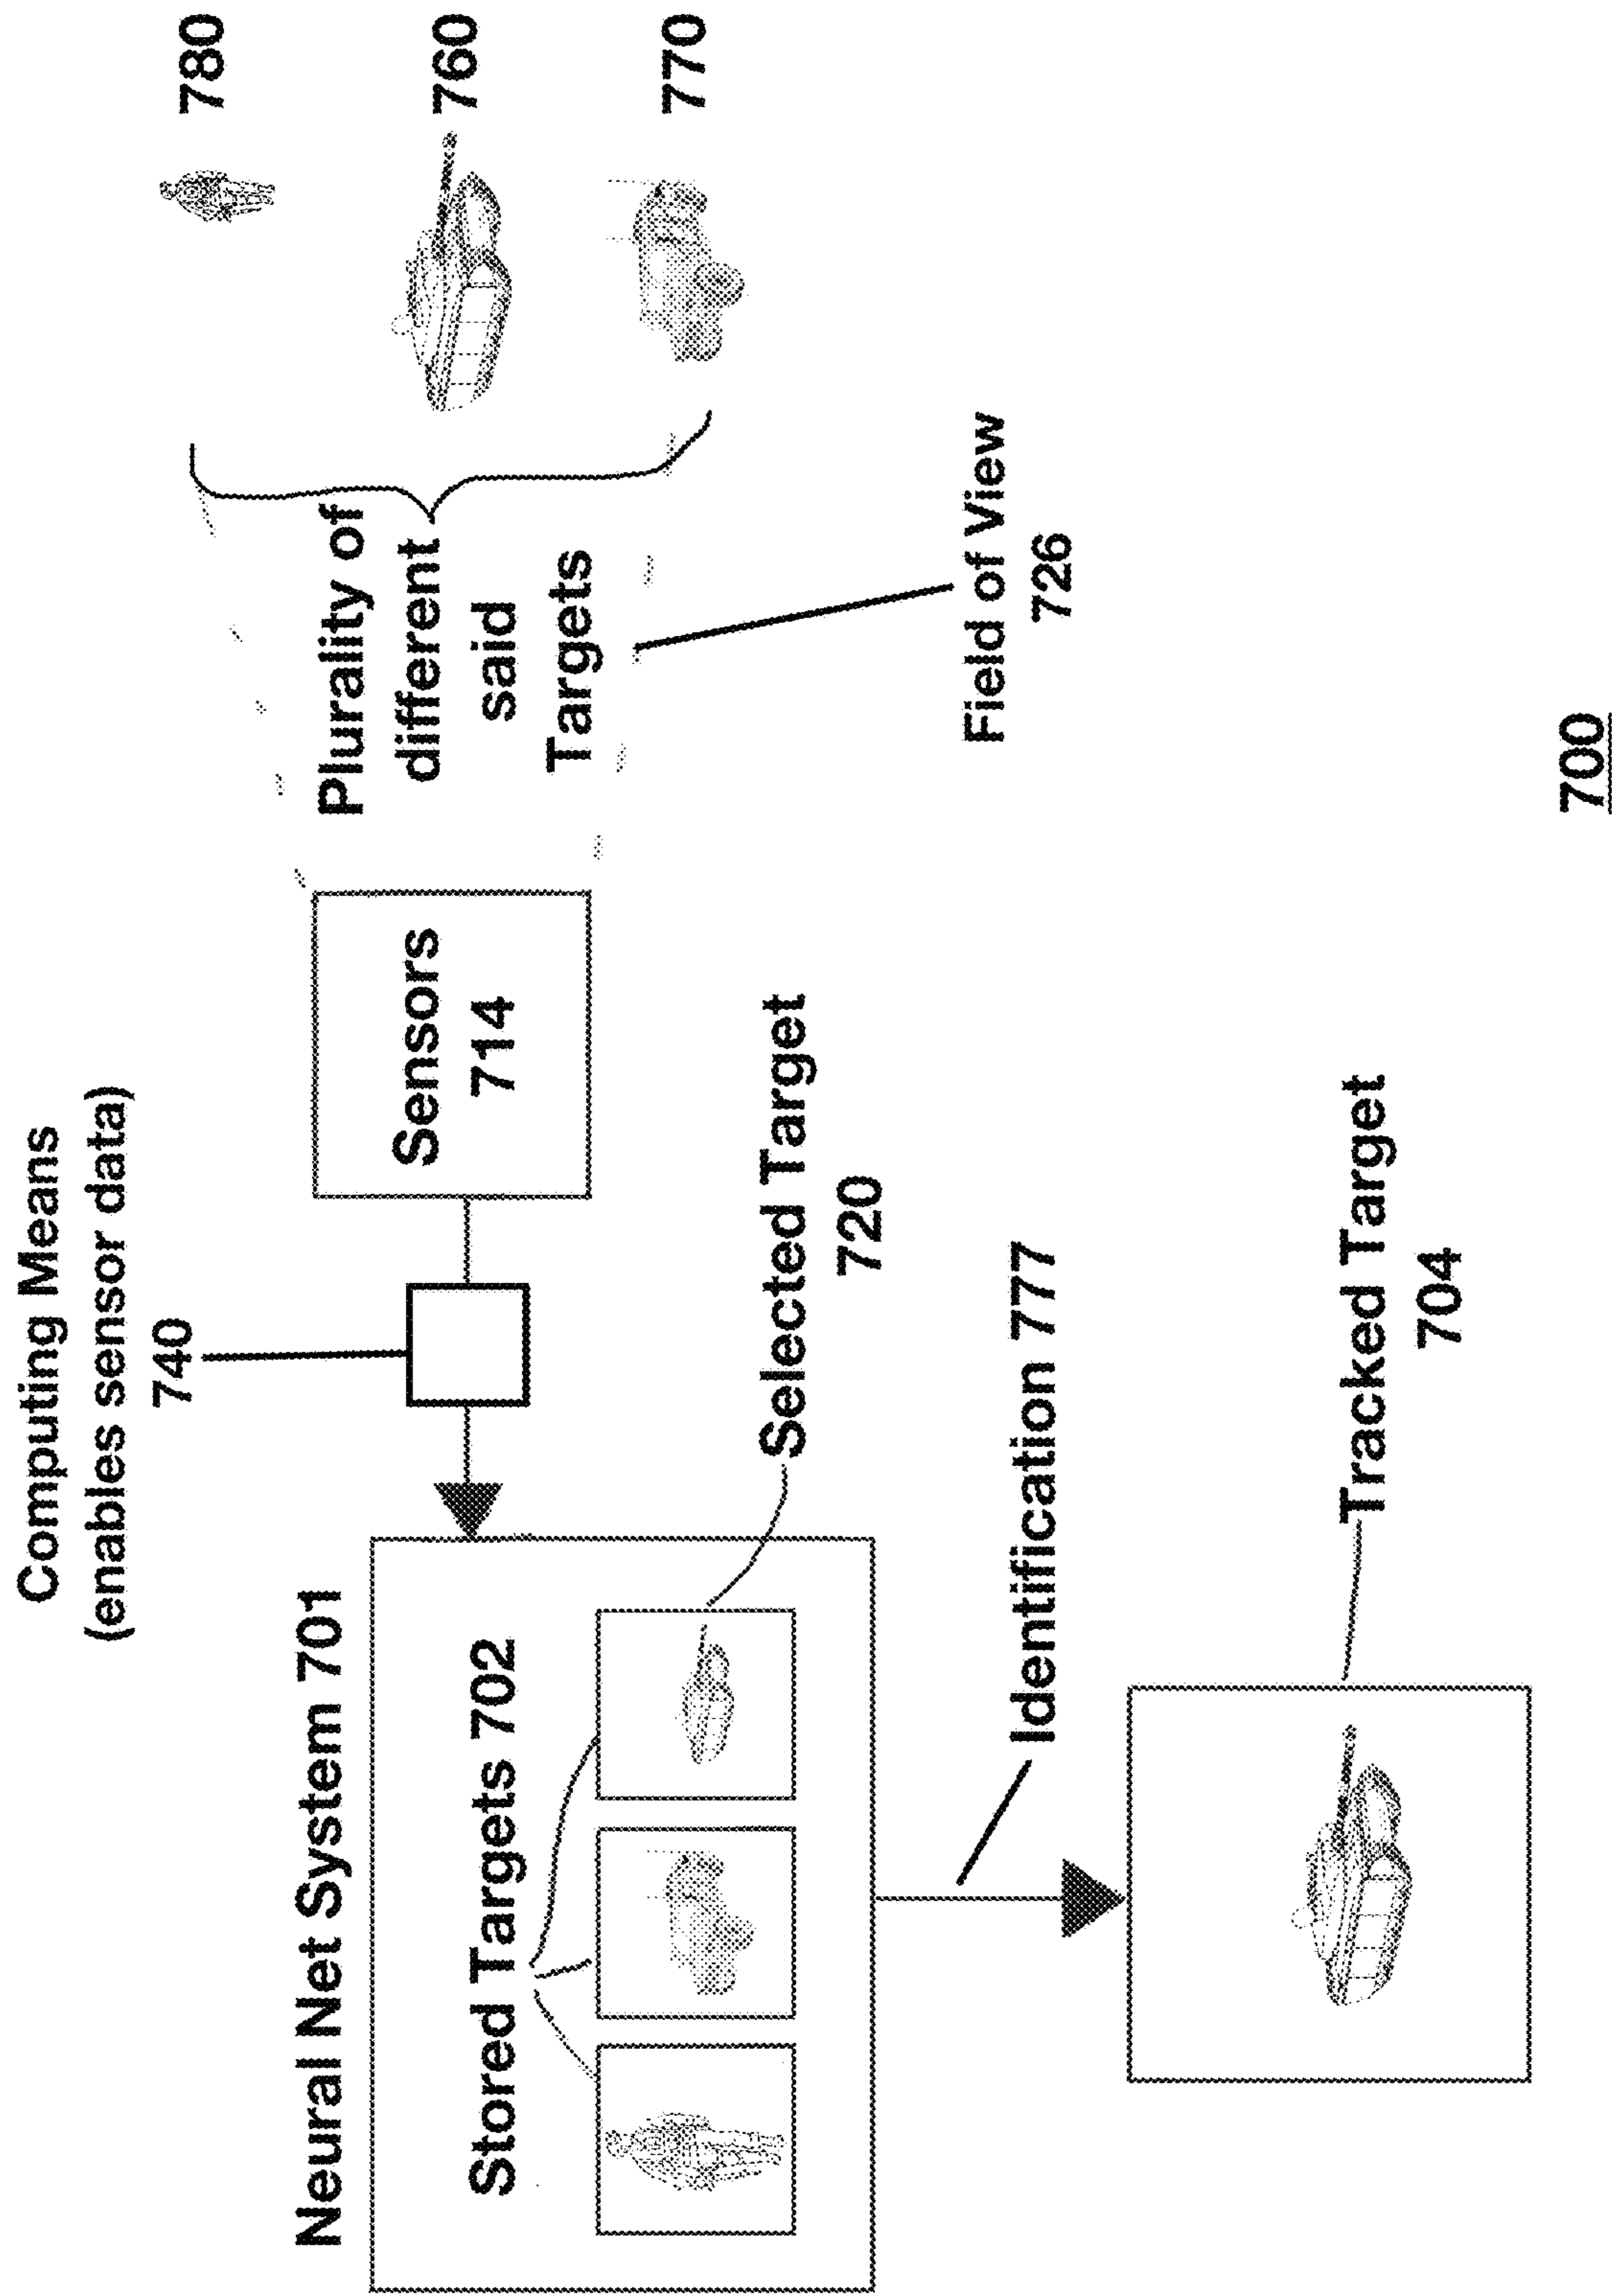 Computing Means
(enables sensor data)
740
Neural Net System 701
Stored Targets 702
Sensors
714
Plurality of
different
said
Targets
780
760
770
Selected Target
720
Field of View
726
Identification 777
Tracked Target
704
700